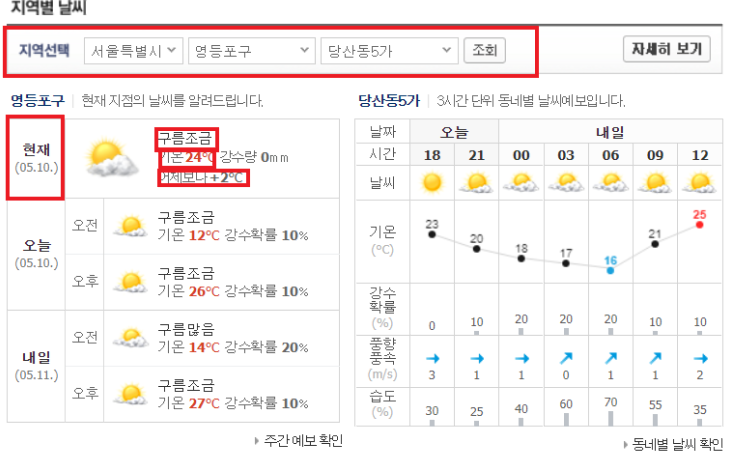 지역별 날씨
지역선택 서울특별시 영등포구 당산동5가 조회 자세히 보기
영등포구 현재 지점의 날씨를 알려드립니다.
현재
(05.10.)
구름조금
기온 24℃ 강수량 0mm
어제보다 +2℃
오늘
(05.10.)
오전
구름조금
기온 12℃ 강수확률 10%
오후
구름조금
기온 26℃ 강수확률 10%
내일
(05.11.)
오전
구름많음
기온 14℃ 강수확률 20%
오후
구름조금
기온 27℃ 강수확률 10%
주간 예보 확인
당산동5가 3시간 단위 동네별 날씨예보입니다.
날짜 오늘 내일
시간 18 21 00 03 06 09 12
날씨
기온
(℃)
23 20 18 17 16 21 25
강수
확률
(%)
0 10 20 20 20 10 10
풍향
풍속
(m/s)
3 1 1 0 1 1 2
습도
(%)
30 25 40 60 70 55 35
동네별 날씨 확인